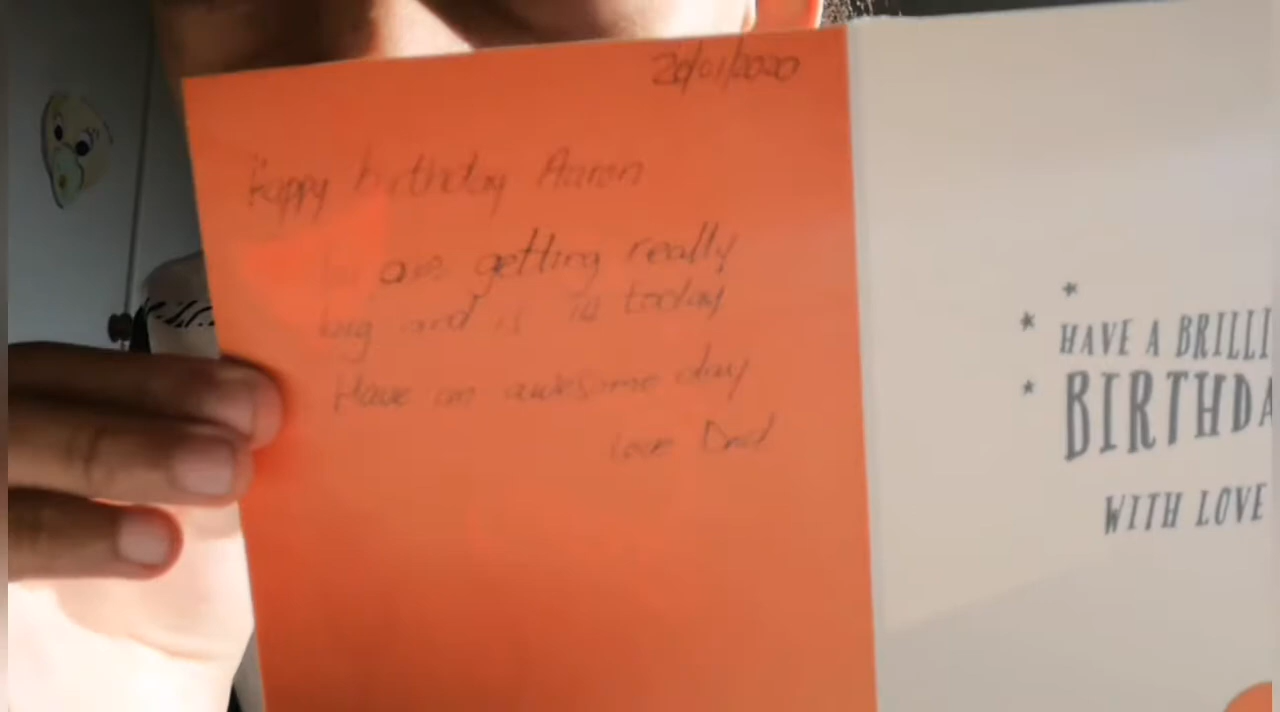 26/01/2020
Happy birthday Aaron
are getting really
big and is today
Have an awesome day
Love Dad
HAVE A BRILLI
BIRTHDA
WITH LOVE